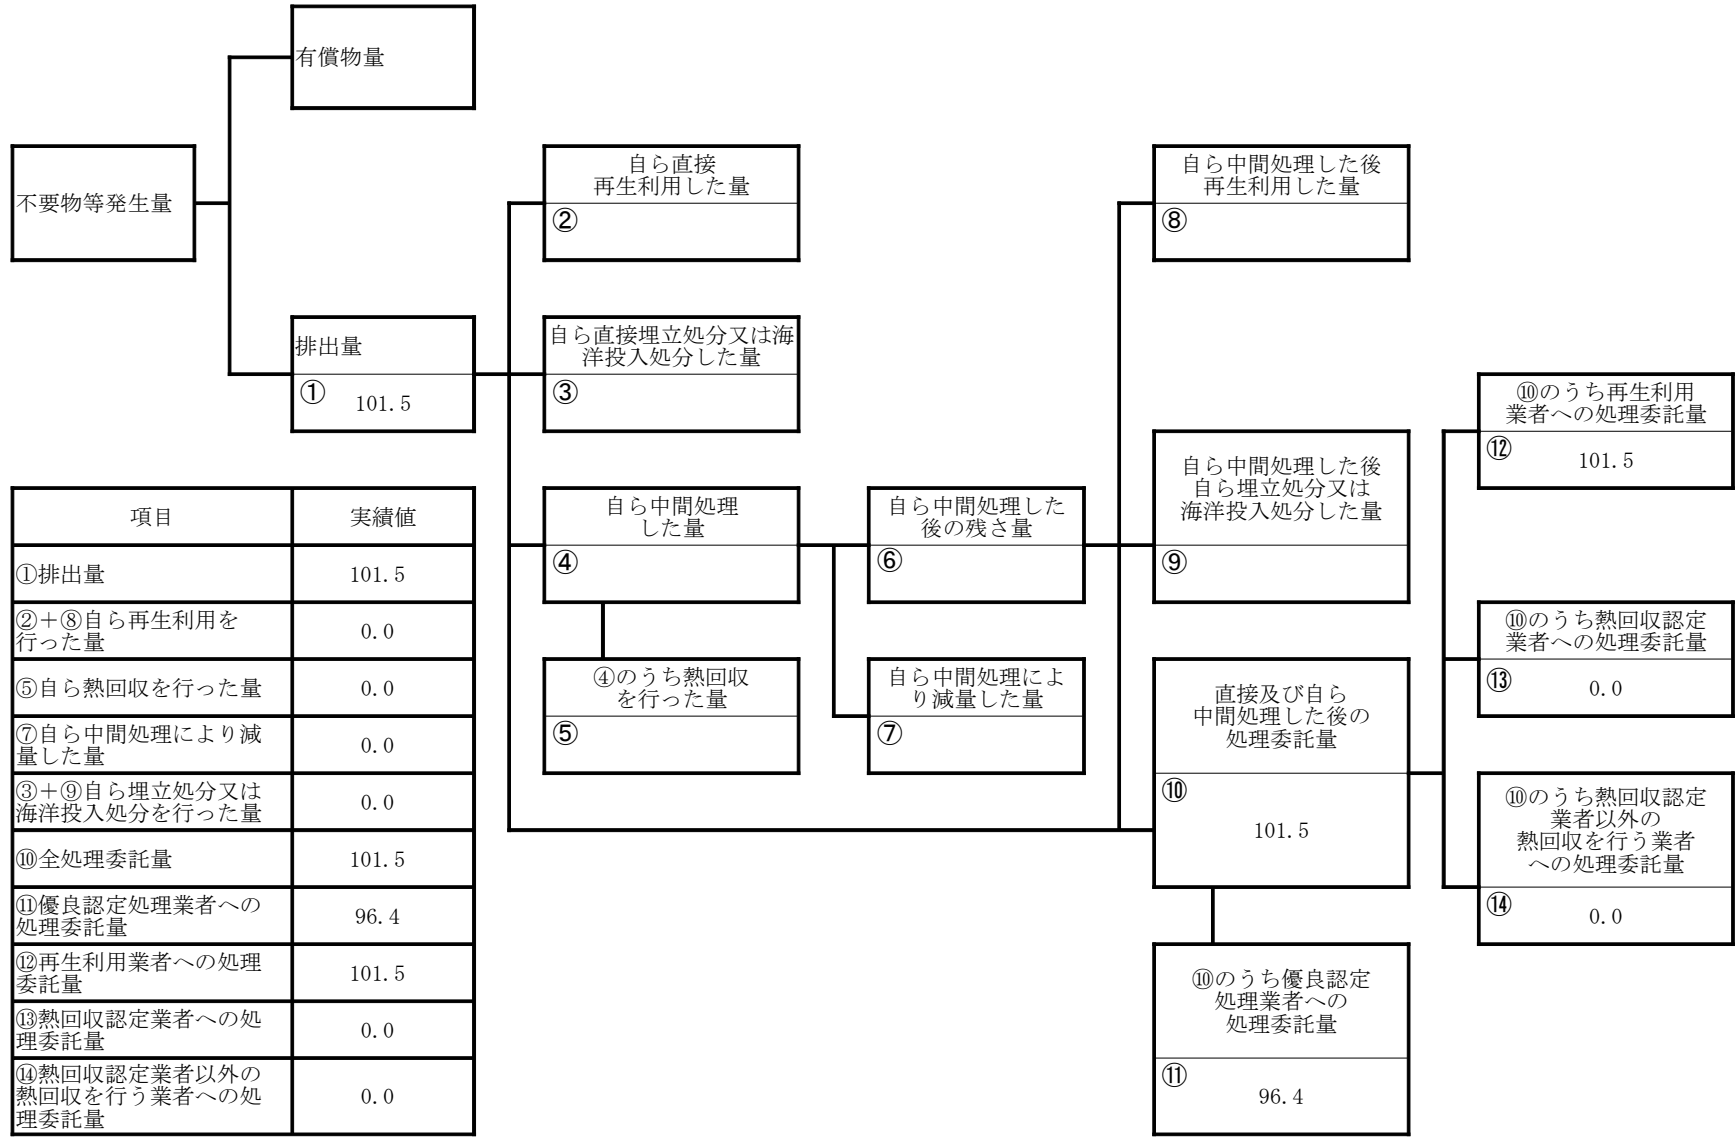 有償物量
不要物等発生量
自ら直接
再生利用した量
②
自ら中間処理した後
再生利用した量
⑧
排出量
① 101.5
自ら直接埋立処分又は海
洋投入処分した量
③
⑩のうち再生利用
業者への処理委託量
⑫ 101.5
自ら中間処理した後
自ら埋立処分又は
海洋投入処分した量
⑨
自ら中間処理
した量
④
自ら中間処理した
後の残さ量
⑥
⑩のうち熱回収認定
業者への処理委託量
⑬ 0.0
④のうち熱回収
を行った量
⑤
自ら中間処理によ
り減量した量
⑦
直接及び自ら
中間処理した後の
処理委託量
⑩
101.5
⑩のうち熱回収認定
業者以外の
熱回収を行う業者
への処理委託量
⑭ 0.0
⑩のうち優良認定
処理業者への
処理委託量
⑪
96.4
項目 実績値
①排出量 101.5
②＋⑧自ら再生利用を
行った量 0.0
⑤自ら熱回収を行った量 0.0
⑦自ら中間処理により減
量した量 0.0
③＋⑨自ら埋立処分又は
海洋投入処分を行った量 0.0
⑩全処理委託量 101.5
⑪優良認定処理業者への
処理委託量 96.4
⑫再生利用業者への処理
委託量 101.5
⑬熱回収認定業者への処
理委託量 0.0
⑭熱回収認定業者以外の
熱回収を行う業者への処 0.0
理委託量